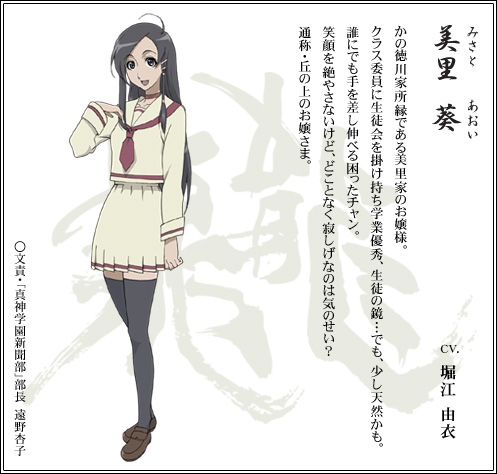 みさと あおい
美里 葵
CV. 堀江 由衣
かの徳川家所縁である美里家のお嬢様。
クラス委員に生徒会を掛け持ち学業優秀、生徒の鏡…でも、少し天然かも。
誰にでも手を差し伸べる困ったチャン。
笑顔を絶やさないけど、どことなく寂しげなのは気のせい？
通称・丘の上のお嬢さま。
○文責・「真神学園新聞部」部長 遠野杏子
龍